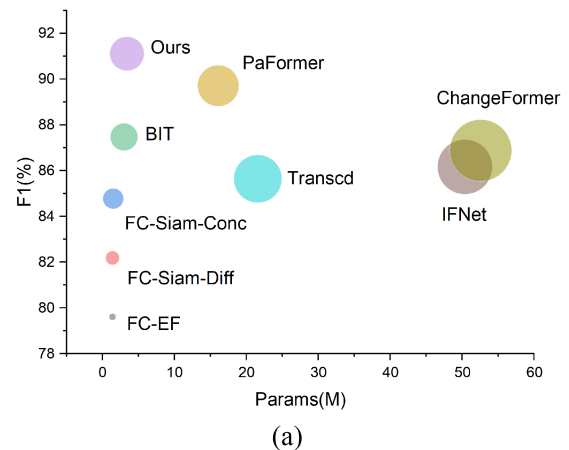 92
90
88
86
84
82
80
78
F1(%)
Ours
PaFormer
ChangeFormer
BIT
Transcd
IFNet
FC-Siam-Conc
FC-Siam-Diff
FC-EF
0 10 20 30 40 50 60
Params(M)
(a)